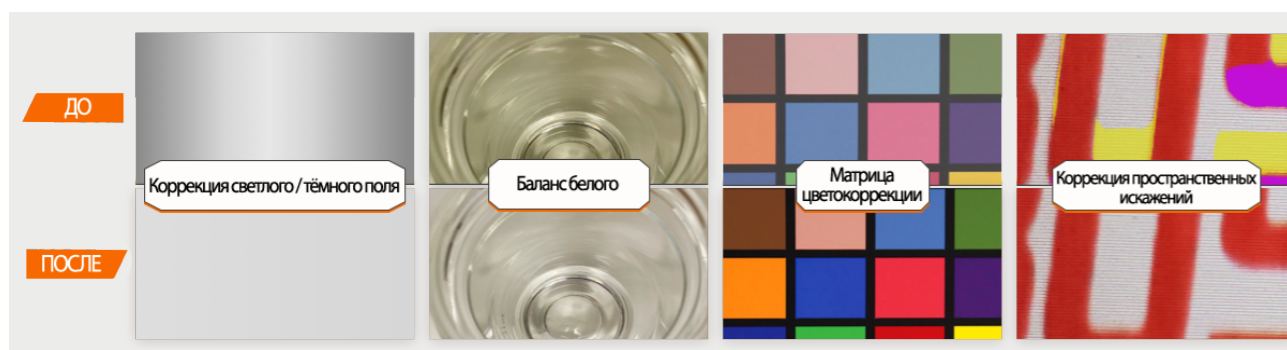 ДО
Коррекция светлого / тёмного поля
Баланс белого
Матрица
цветокоррекции
Коррекция пространственных
искажений
ПОСЛЕ